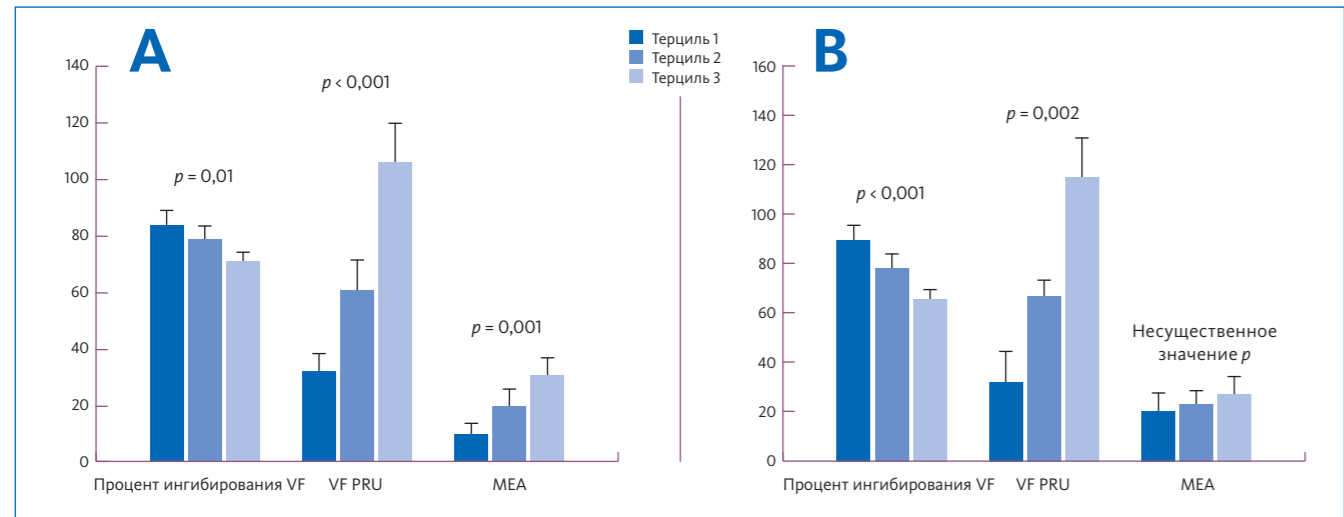 A
Терциль 1
Терциль 2
Терциль 3
140
120
100
80
60
40
20
0
p = 0,01
p < 0,001
p = 0,001
Процент ингибирования VF
VF PRU
MEA
B
160
140
120
100
80
60
40
20
0
p < 0,001
p = 0,002
Несущественное
значение p
Процент ингибирования VF
VF PRU
MEA